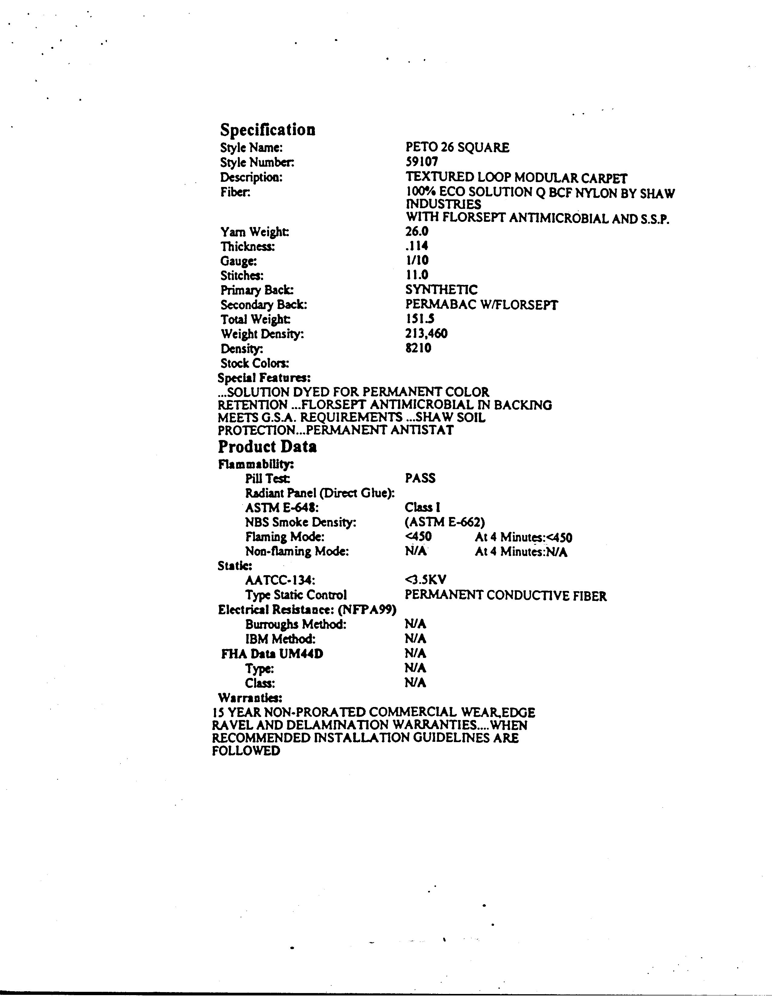 Specification
Style Name: PETO 26 SQUARE
Style Number: 59107
Description: TEXTURED LOOP MODULAR CARPET
Fiber: 100% ECO SOLUTION Q BCF NYLON BY SHAW
INDUSTRIES
WITH FLORSEPT ANTIMICROBIAL AND S.S.P.
Yarn Weight: 26.0
Thickness: .114
Gauge: 1/10
Stitches: 11.0
Primary Back: SYNTHETIC
Secondary Back: PERMABAC W/FLORSEPT
Total Weight: 151.5
Weight Density: 213,460
Density: 8210
Stock Colors:
Special Features:
...SOLUTION DYED FOR PERMANENT COLOR
RETENTION ...FLORSEPT ANTIMICROBIAL IN BACKING
MEETS G.S.A. REQUIREMENTS ...SHAW SOIL
PROTECTION...PERMANENT ANTISTAT
Product Data
Flammability:
Pill Test: PASS
Radiant Panel (Direct Glue):
ASTM E-648: Class I
NBS Smoke Density: (ASTM E-662)
Flaming Mode: <450 At 4 Minutes:<450
Non-flaming Mode: N/A At 4 Minutes:N/A
Static:
AATCC-134: <3.5KV
Type Static Control PERMANENT CONDUCTIVE FIBER
Electrical Resistance: (NFPA99)
Burroughs Method: N/A
IBM Method: N/A
FHA Data UM44D N/A
Type: N/A
Class: N/A
Warranties:
15 YEAR NON-PRORATED COMMERCIAL WEAR,EDGE
RAVEL AND DELAMINATION WARRANTIES....WHEN
RECOMMENDED INSTALLATION GUIDELINES ARE
FOLLOWED